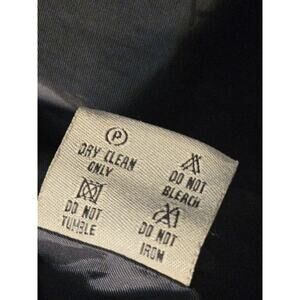 P
DRY CLEAN
ONLY
DO NOT
BLEACH
DO NOT
TUMBLE
DO NOT
IRON